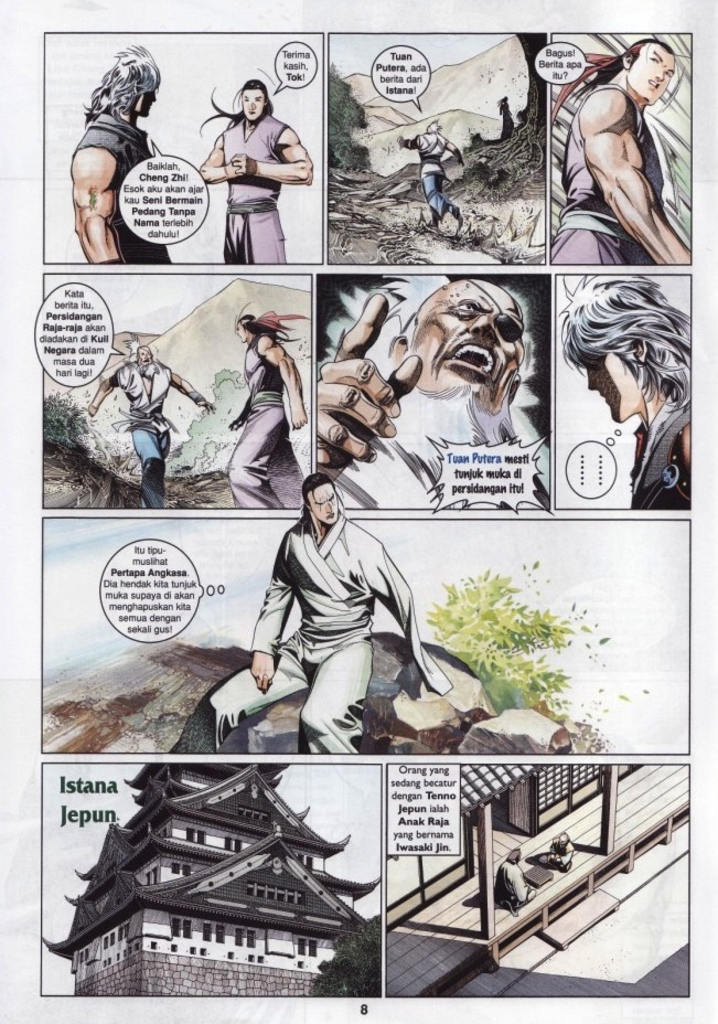 Terima
kasih,
Tok!
Baiklah,
Cheng Zhi!
Esok aku akan ajar
kau Seni Bermain
Pedang Tanpa
Nama terlebih
dahulu!
Tuan
Putera, ada
berita dari
Istana!
Bagus!
Berita apa
itu?
Kata
berita itu,
Persidangan
Raja-raja akan
diadakan di Kuil
Negara dalam
masa dua
hari lagi!
Tuan Putera mesti
tunjuk muka di
persidangan itu!
Itu tipu-
muslihat
Pertapa Angkasa.
Dia hendak kita tunjuk
muka supaya di akan
menghapuskan kita
semua dengan
sekali gus!
Istana
Jepun
Orang yang
sedang becatur
dengan Tenno
Jepun ialah
Anak Raja
yang bernama
Iwasaki Jin.
8